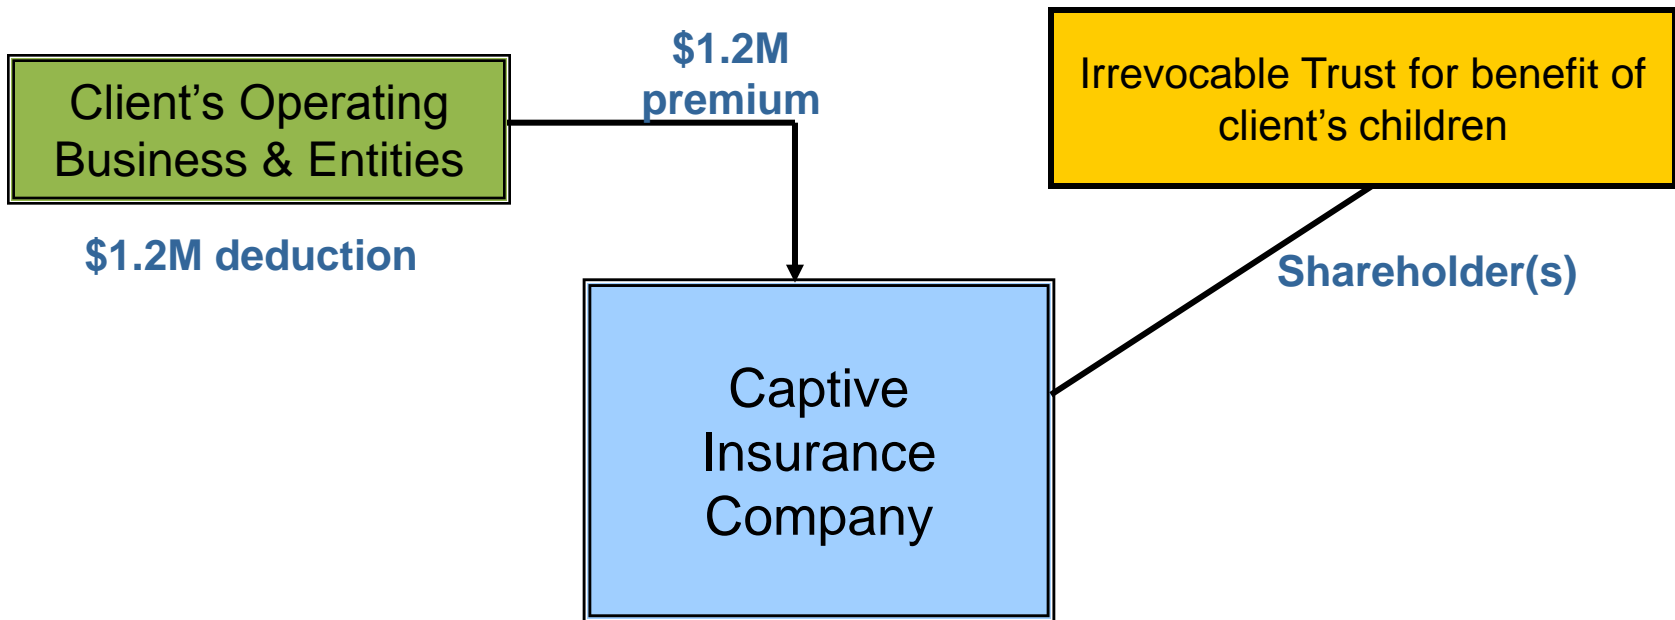 Client’s Operating
Business & Entities
$1.2M deduction
$1.2M
premium
Irrevocable Trust for benefit of
client’s children
Shareholder(s)
Captive
Insurance
Company